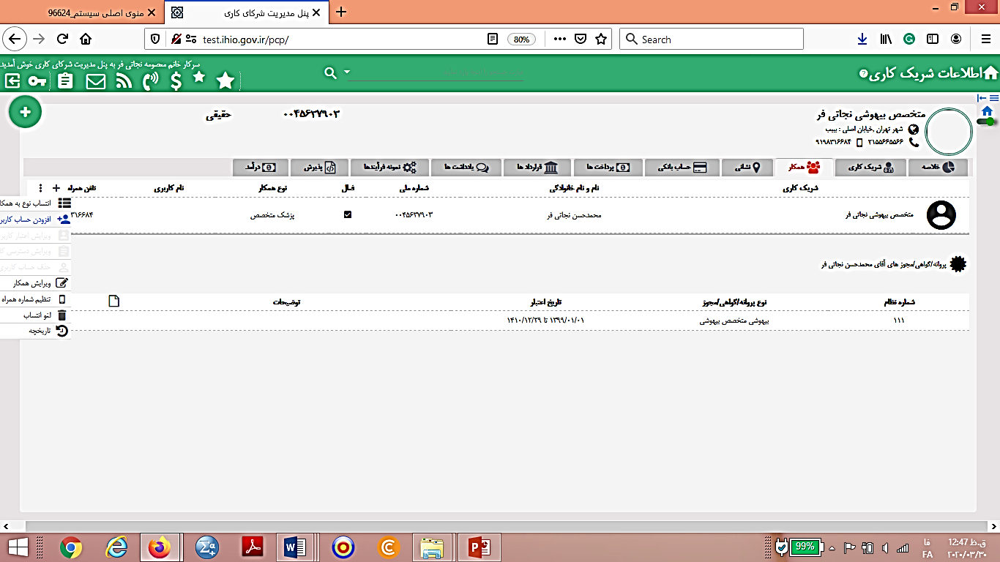 منوی اصلی سیستم_96624
پنل مدیریت شرکای کاری
test.ihio.gov.ir/pcp/
80%
Search
سرکار خانم معصومه نجاتی فر به پنل مدیریت شرکای کاری خوش آمدید
اطلاعات شریک کاری
متخصص بیهوشی نجاتی فر
۰۰۴۵۶۳۷۹۰۳
حقیقی
شهر تهران ,خیابان اصلی : بیبب
۲۱۵۵۶۶۵۵۶۶
۹۱۹۸۳۱۶۶۸۴
خلاصه
شریک کاری
همکار
نشانی
حساب بانکی
پرداخت ها
قرارداد ها
یادداشت ها
نمونه فرآیندها
پذیرش
درآمد
شریک کاری
نام و نام خانوادگی
شماره ملی
فعال
نوع همکار
نام کاربری
تلفن همراه
متخصص بیهوشی نجاتی فر
محمدحسن نجاتی فر
۰۰۴۵۶۳۷۹۰۳
پزشک متخصص
۳۱۶۶۸۴
انتساب نوع به همکا
افزودن حساب کاربر
ویرایش اعتبار کاربر
ویرایش دسترسی کا
حذف حساب کاربری
ویرایش همکار
تنظیم شماره همراه
لغو انتساب
تاریخچه
پروانه/گواهی/مجوز های آقای محمدحسن نجاتی فر
شماره نظام
نوع پروانه/گواهی/مجوز
تاریخ اعتبار
توضیحات
۱۱۱
بیهوشی متخصص بیهوشی
۱۳۹۹/۰۱/۰۱ تا ۱۴۱۰/۱۲/۲۹
99%
فا
FA
12:47 ق.ظ
۲۰۲۰/۰۳/۳۰